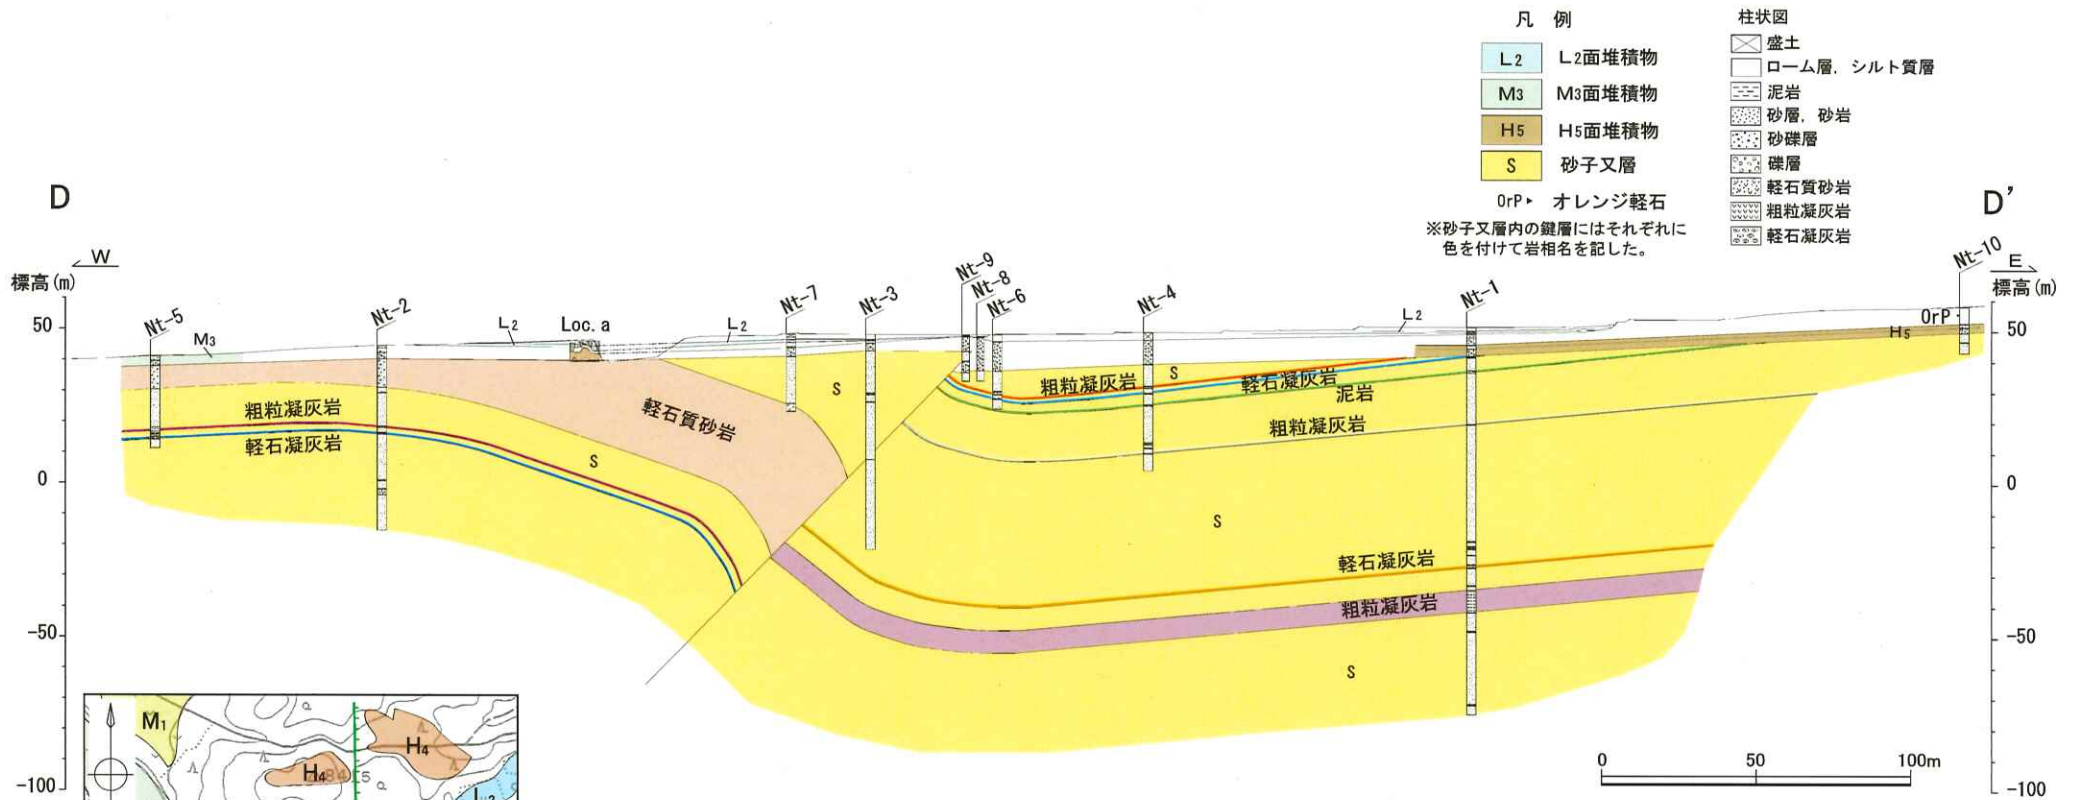 凡 例
L2 L2面堆積物
M3 M3面堆積物
H5 H5面堆積物
S 砂子又層
OrP▸ オレンジ軽石
※砂子又層内の鍵層にはそれぞれに
色を付けて岩相名を記した。
柱状図
盛土
ローム層，シルト質層
泥岩
砂層，砂岩
砂礫層
礫層
軽石質砂岩
粗粒凝灰岩
軽石凝灰岩
D
D'
W
標高(m)
E
標高(m)
Nt-5
Nt-2
Loc. a
Nt-7
Nt-3
Nt-9
Nt-8
Nt-6
Nt-4
Nt-1
Nt-10
M3
L2
L2
L2
OrP
H5
50
0
-50
-100
50
0
-50
-100
粗粒凝灰岩
軽石凝灰岩
S
軽石質砂岩
S
粗粒凝灰岩
S
軽石凝灰岩
泥岩
粗粒凝灰岩
S
軽石凝灰岩
粗粒凝灰岩
S
M1
H4
H4
L2
0 50 100m